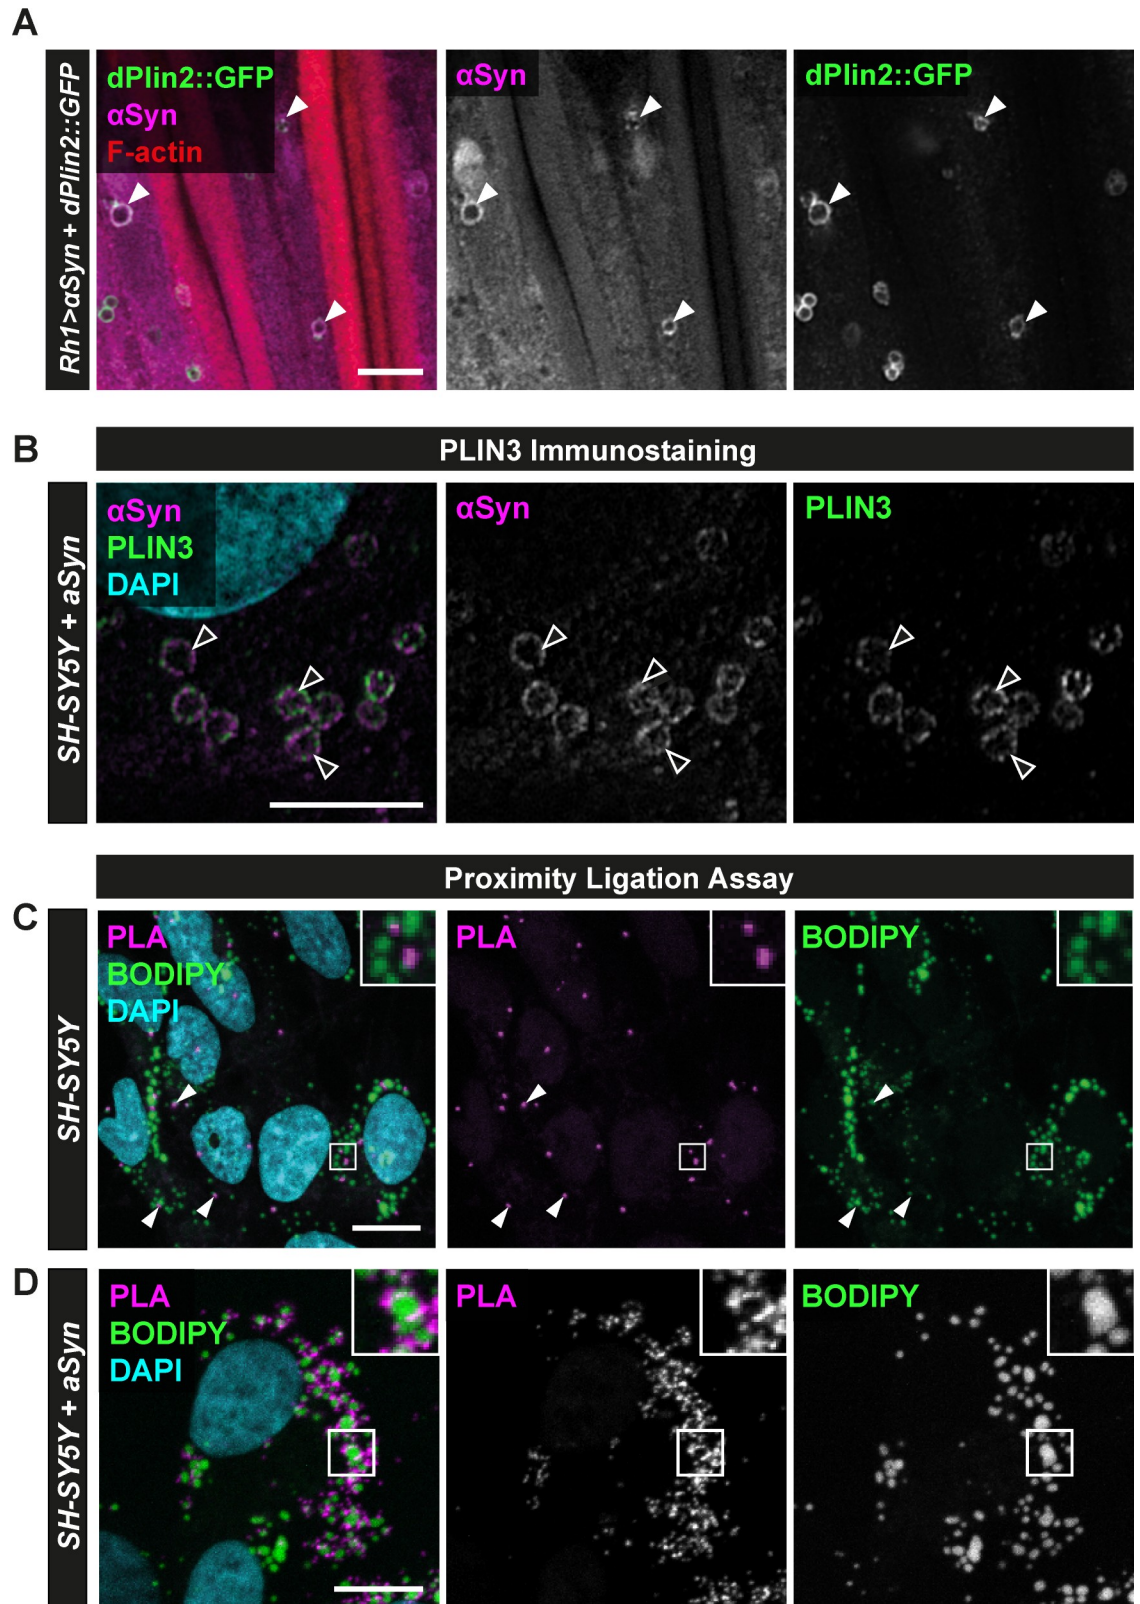 A
Rh1>αSyn + dPlin2::GFP
dPlin2::GFP
αSyn
F-actin
αSyn
dPlin2::GFP
B
PLIN3 Immunostaining
SH-SY5Y + aSyn
αSyn
PLIN3
DAPI
αSyn
PLIN3
Proximity Ligation Assay
C
SH-SY5Y
PLA
BODIPY
DAPI
PLA
BODIPY
D
SH-SY5Y + aSyn
PLA
BODIPY
DAPI
PLA
BODIPY